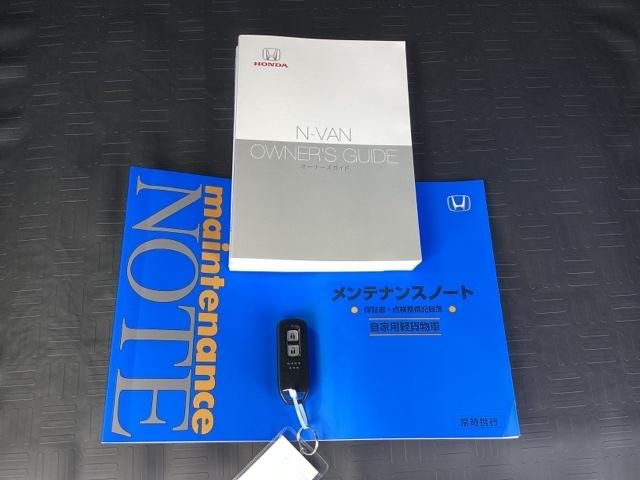 HONDA
N-VAN
OWNER'S GUIDE
オーナーズガイド
maintenance
NOTE
メンテナンスノート
保証書・点検整備記録簿
自家用軽貨物車
常時携行